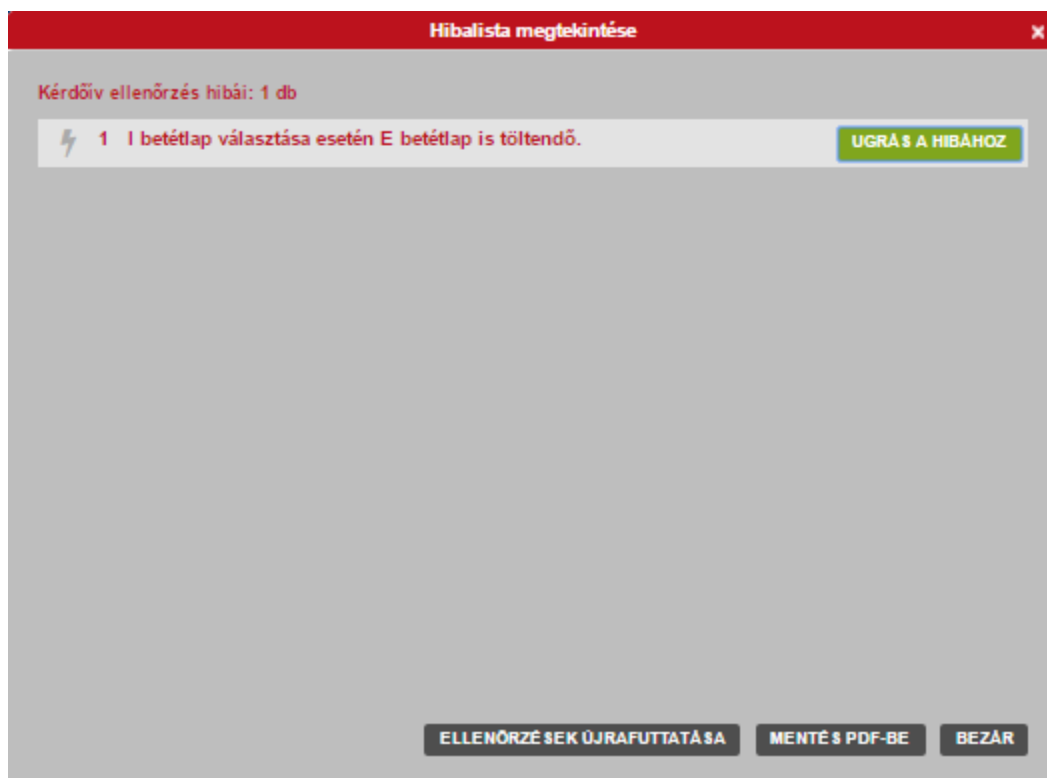 Hibalista megtekintése
x
Kérdőív ellenőrzés hibái: 1 db
1 I betétlap választása esetén E betétlap is töltendő.
UGRÁS A HIBÁHOZ
ELLENŐRZÉSEK ÚJRAFUTTATÁSA
MENTÉS PDF-BE
BEZÁR